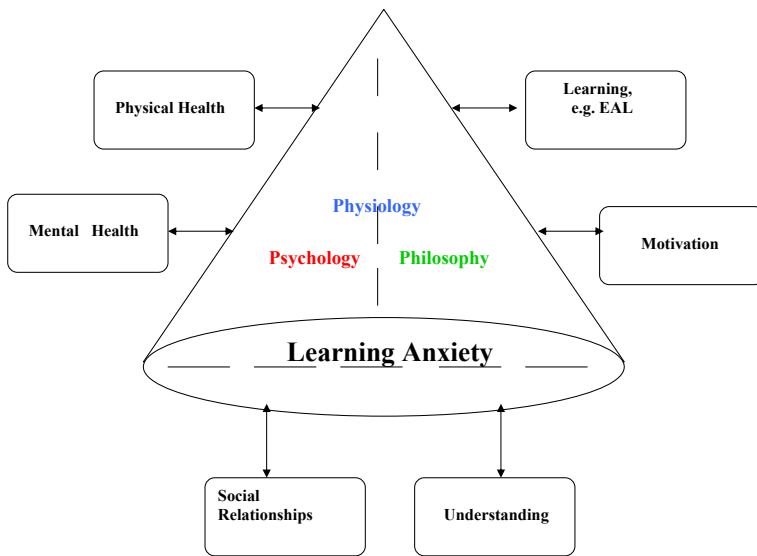 Learning,
e.g. EAL
Physical Health
Physiology
Mental Health
Motivation
Psychology
Philosophy
Learning Anxiety
Social
Relationships
Understanding